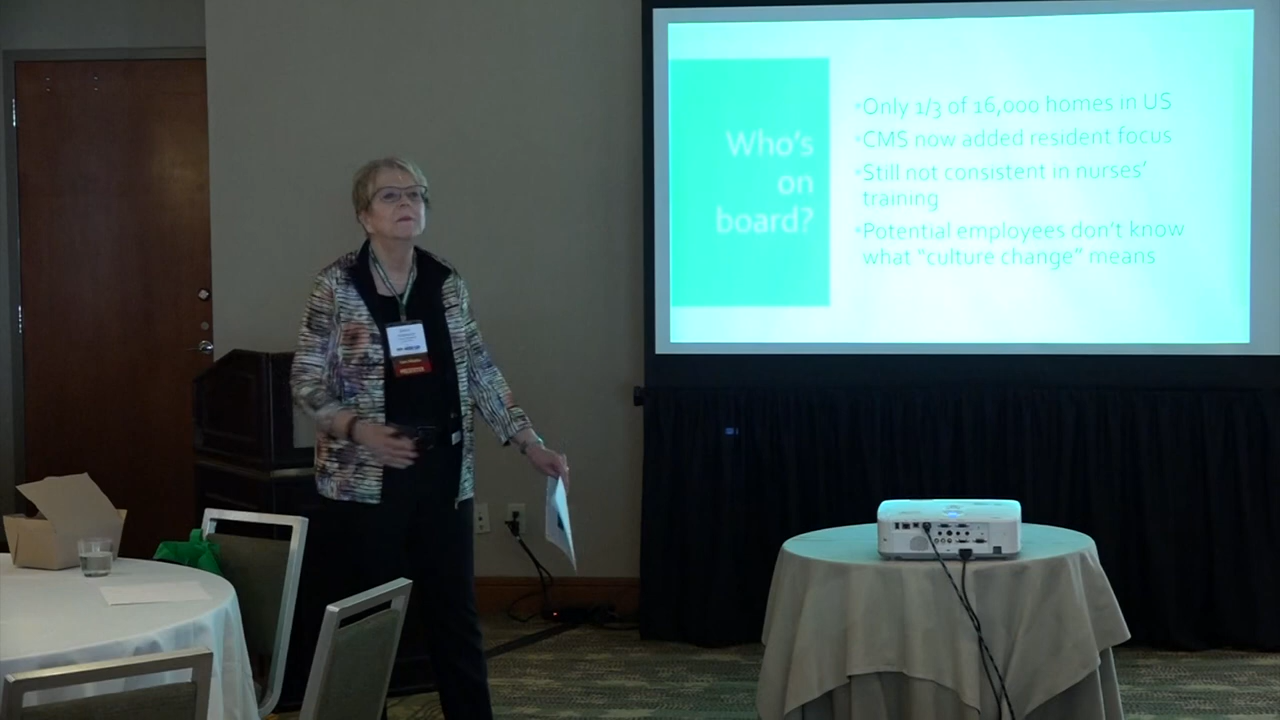 Who's
on
board?
•Only 1/3 of 16,000 homes in US
•CMS now added resident focus
•Still not consistent in nurses'
training
•Potential employees don't know
what "culture change" means